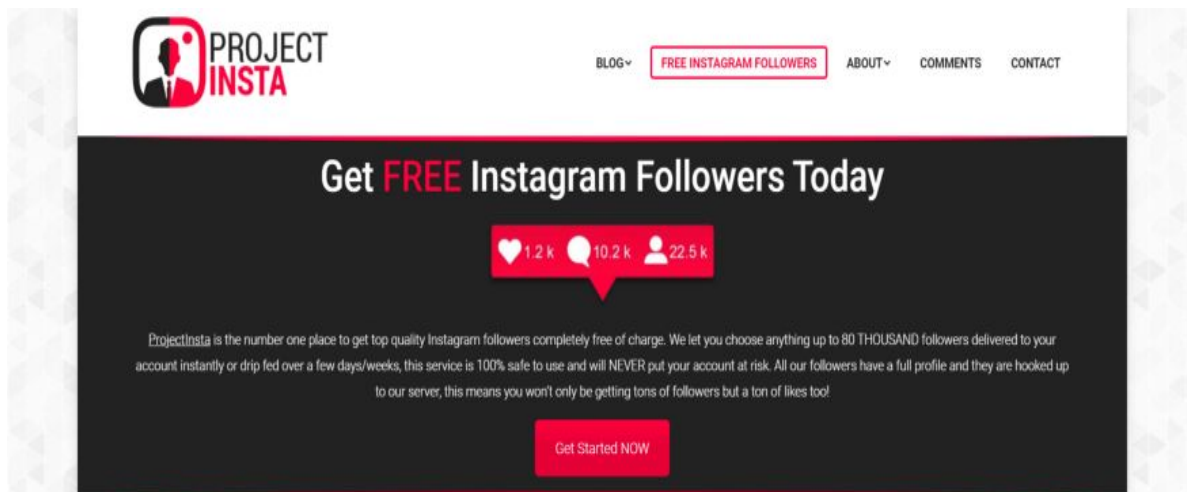 PROJECT
INSTA
BLOG
FREE INSTAGRAM FOLLOWERS
ABOUT
COMMENTS
CONTACT
Get FREE Instagram Followers Today
1.2 k 10.2 k 22.5 k
ProjectInsta is the number one place to get top quality Instagram followers completely free of charge. We let you choose anything up to 80 THOUSAND followers delivered to your
account instantly or drip fed over a few days/weeks, this service is 100% safe to use and will NEVER put your account at risk. All our followers have a full profile and they are hooked up
to our server, this means you won't only be getting tons of followers but a ton of likes too!
Get Started NOW